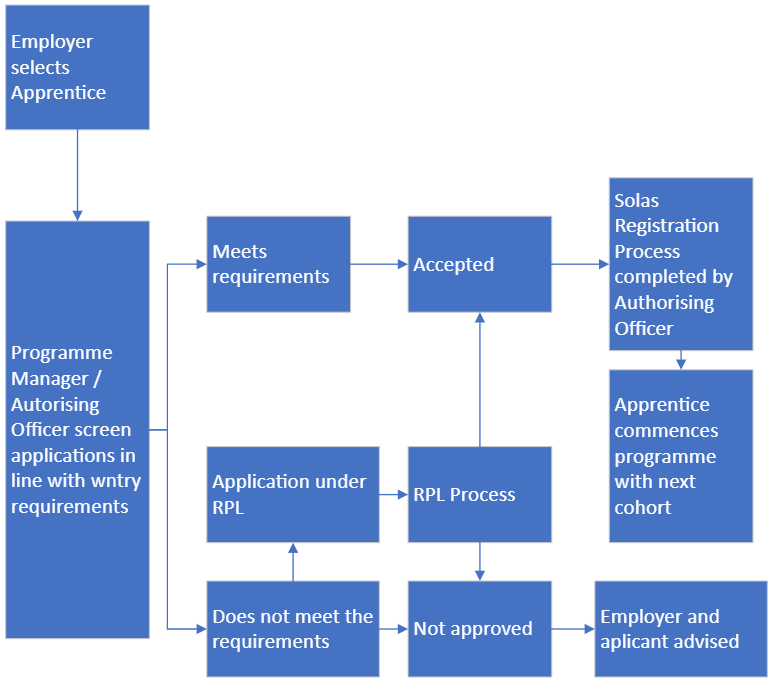 Employer
selects
Apprentice
Programme
Manager /
Autorising
Officer screen
applications in
line with wntry
requirements
Meets
requirements
Accepted
Solas
Registration
Process
completed by
Authorising
Officer
Apprentice
commences
programme
with next
cohort
Application under
RPL
RPL Process
Does not meet the
requirements
Not approved
Employer and
aplicant advised